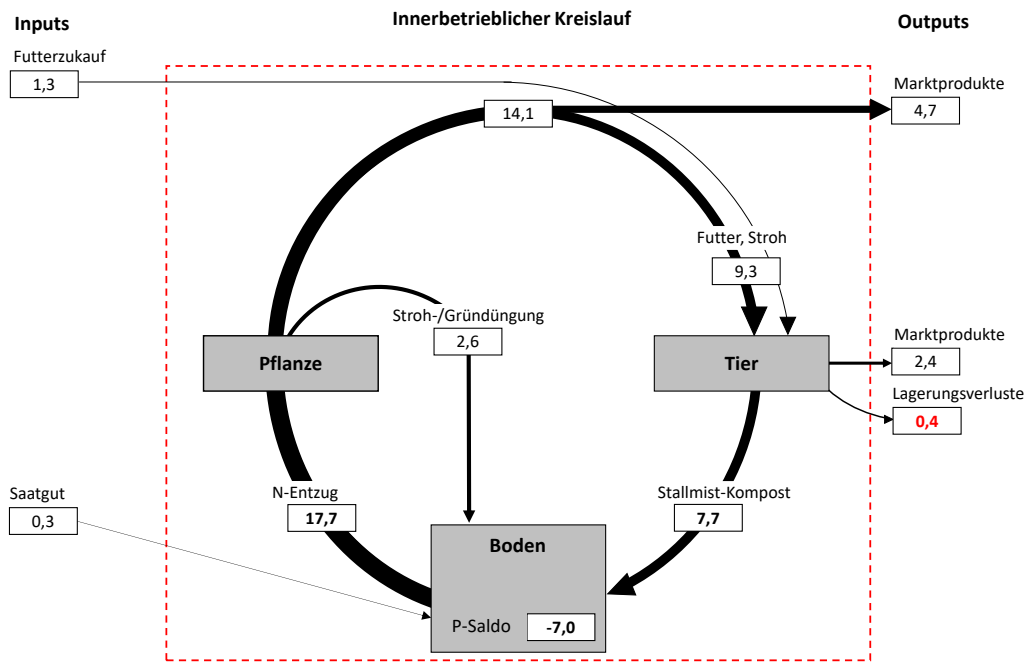 Inputs
Innerbetrieblicher Kreislauf
Outputs
Futterzukauf
1,3
Marktprodukte
4,7
14,1
Futter, Stroh
9,3
Stroh-/Gründüngung
2,6
Pflanze
Tier
Marktprodukte
2,4
Lagerungsverluste
0,4
Saatgut
0,3
N-Entzug
17,7
Stallmist-Kompost
7,7
Boden
P-Saldo
-7,0